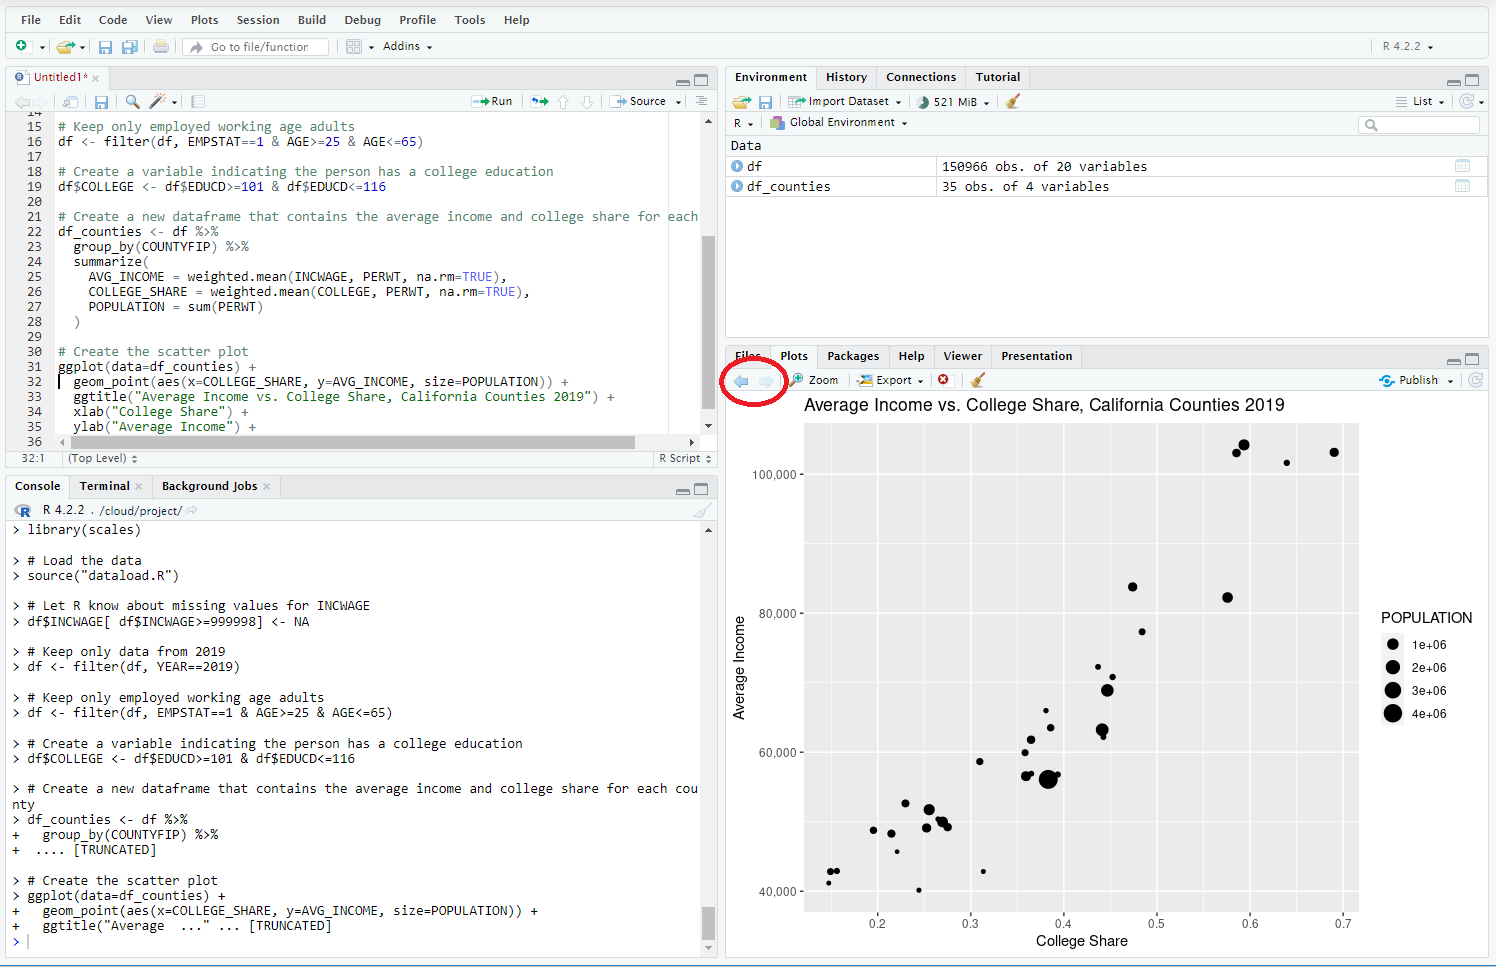 File Edit Code View Plots Session Build Debug Profile Tools Help
Go to file/function Addins R 4.2.2
Untitled1*
Run Source
14
15 # Keep only employed working age adults
16 df <- filter(df, EMPSTAT==1 & AGE>=25 & AGE<=65)
17
18 # Create a variable indicating the person has a college education
19 df$COLLEGE <- df$EDUCD>=101 & df$EDUCD<=116
20
21 # Create a new dataframe that contains the average income and college share for each
22 df_counties <- df %>%
23 group_by(COUNTYFIP) %>%
24 summarize(
25 AVG_INCOME = weighted.mean(INCWAGE, PERWT, na.rm=TRUE),
26 COLLEGE_SHARE = weighted.mean(COLLEGE, PERWT, na.rm=TRUE),
27 POPULATION = sum(PERWT)
28 )
29
30 # Create the scatter plot
31 ggplot(data=df_counties) +
32 geom_point(aes(x=COLLEGE_SHARE, y=AVG_INCOME, size=POPULATION)) +
33 ggtitle("Average Income vs. College Share, California Counties 2019") +
34 xlab("College Share") +
35 ylab("Average Income") +
36
32:1 (Top Level) R Script
Console Terminal Background Jobs
R 4.2.2 . /cloud/project/
> library(scales)
> # Load the data
> source("dataload.R")
> # Let R know about missing values for INCWAGE
> df$INCWAGE[ df$INCWAGE>=999998] <- NA
> # Keep only data from 2019
> df <- filter(df, YEAR==2019)
> # Keep only employed working age adults
> df <- filter(df, EMPSTAT==1 & AGE>=25 & AGE<=65)
> # Create a variable indicating the person has a college education
> df$COLLEGE <- df$EDUCD>=101 & df$EDUCD<=116
> # Create a new dataframe that contains the average income and college share for each cou
nty
> df_counties <- df %>%
+ group_by(COUNTYFIP) %>%
+ .... [TRUNCATED]
> # Create the scatter plot
> ggplot(data=df_counties) +
+ geom_point(aes(x=COLLEGE_SHARE, y=AVG_INCOME, size=POPULATION)) +
+ ggtitle("Average ..." ... [TRUNCATED]
>
Environment History Connections Tutorial
Import Dataset 521 MiB List
R Global Environment
Data
df 150966 obs. of 20 variables
df_counties 35 obs. of 4 variables
Files Plots Packages Help Viewer Presentation
Zoom Export Publish
Average Income vs. College Share, California Counties 2019
100,000
80,000
60,000
40,000
Average Income
0.2 0.3 0.4 0.5 0.6 0.7
College Share
POPULATION
1e+06
2e+06
3e+06
4e+06